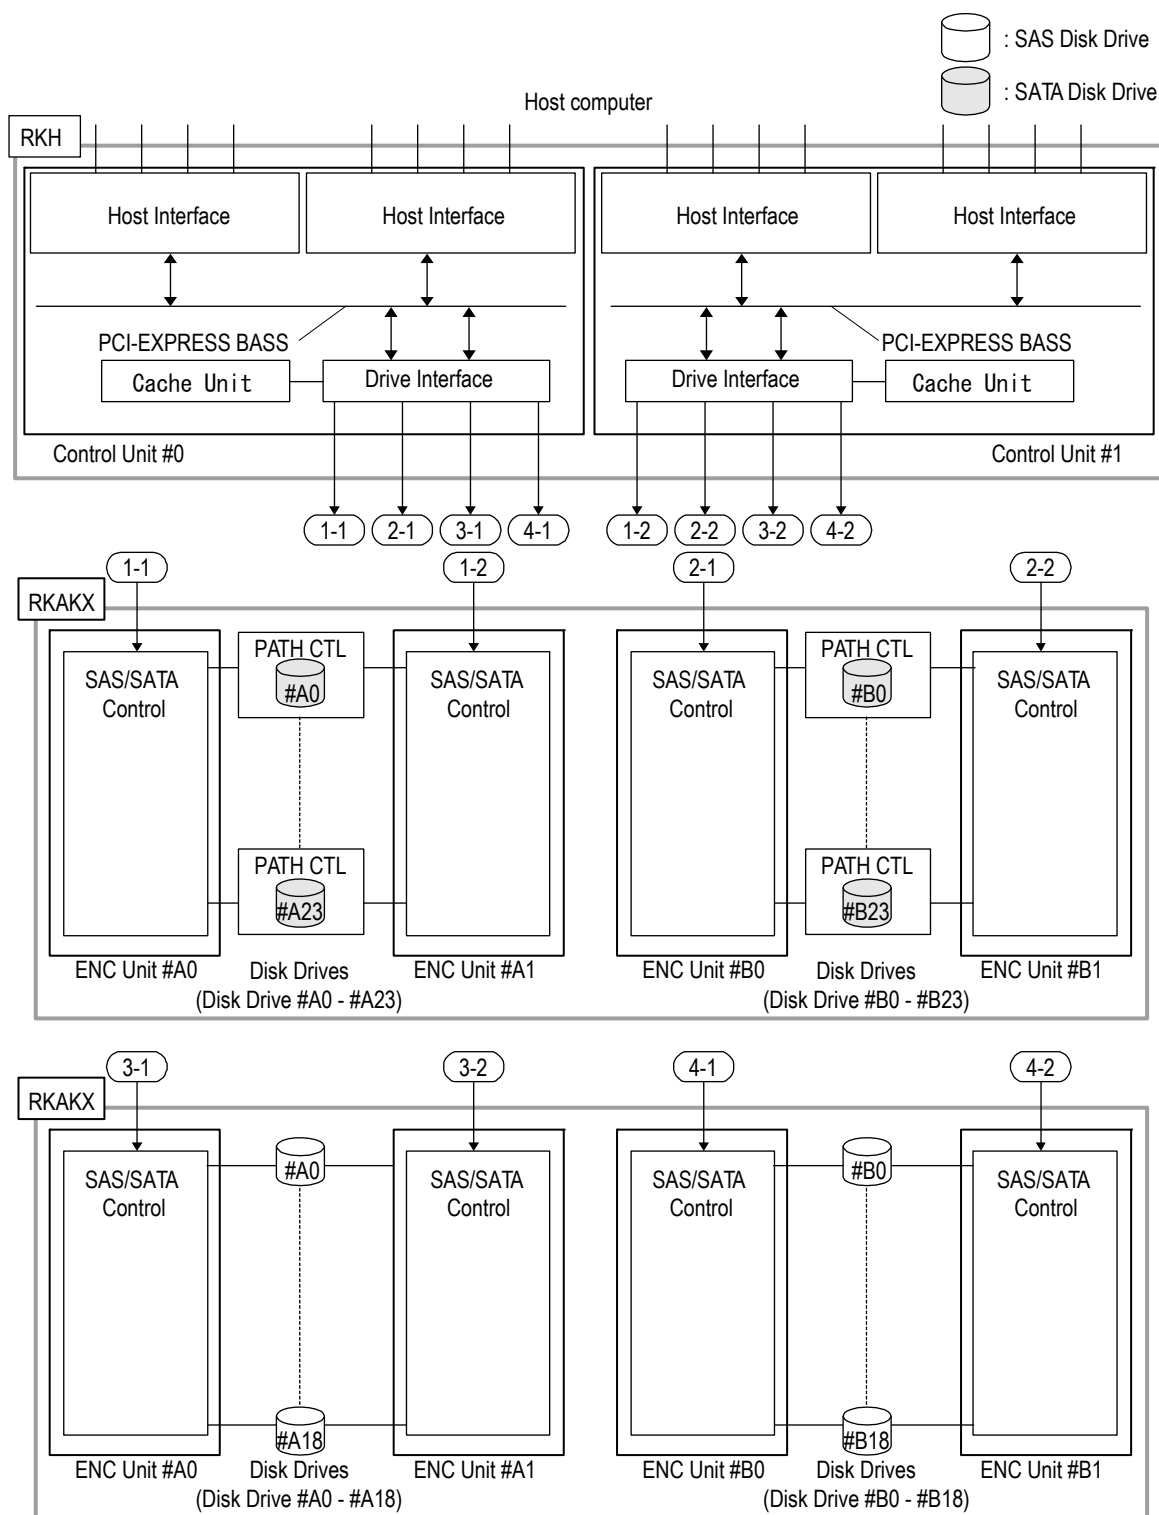 : SAS Disk Drive
: SATA Disk Drive
Host computer
RKH
Host Interface
Host Interface
Host Interface
Host Interface
PCI-EXPRESS BASS
PCI-EXPRESS BASS
Cache Unit
Drive Interface
Drive Interface
Cache Unit
Control Unit #0
Control Unit #1
1-1
2-1
3-1
4-1
1-2
2-2
3-2
4-2
1-1
1-2
2-1
2-2
RKAKX
SAS/SATA
Control
PATH CTL
#A0
SAS/SATA
Control
SAS/SATA
Control
PATH CTL
#B0
SAS/SATA
Control
PATH CTL
#A23
PATH CTL
#B23
ENC Unit #A0
Disk Drives
(Disk Drive #A0 - #A23)
ENC Unit #A1
ENC Unit #B0
Disk Drives
(Disk Drive #B0 - #B23)
ENC Unit #B1
3-1
3-2
4-1
4-2
RKAKX
SAS/SATA
Control
#A0
SAS/SATA
Control
SAS/SATA
Control
#B0
SAS/SATA
Control
#A18
#B18
ENC Unit #A0
Disk Drives
(Disk Drive #A0 - #A18)
ENC Unit #A1
ENC Unit #B0
Disk Drives
(Disk Drive #B0 - #B18)
ENC Unit #B1